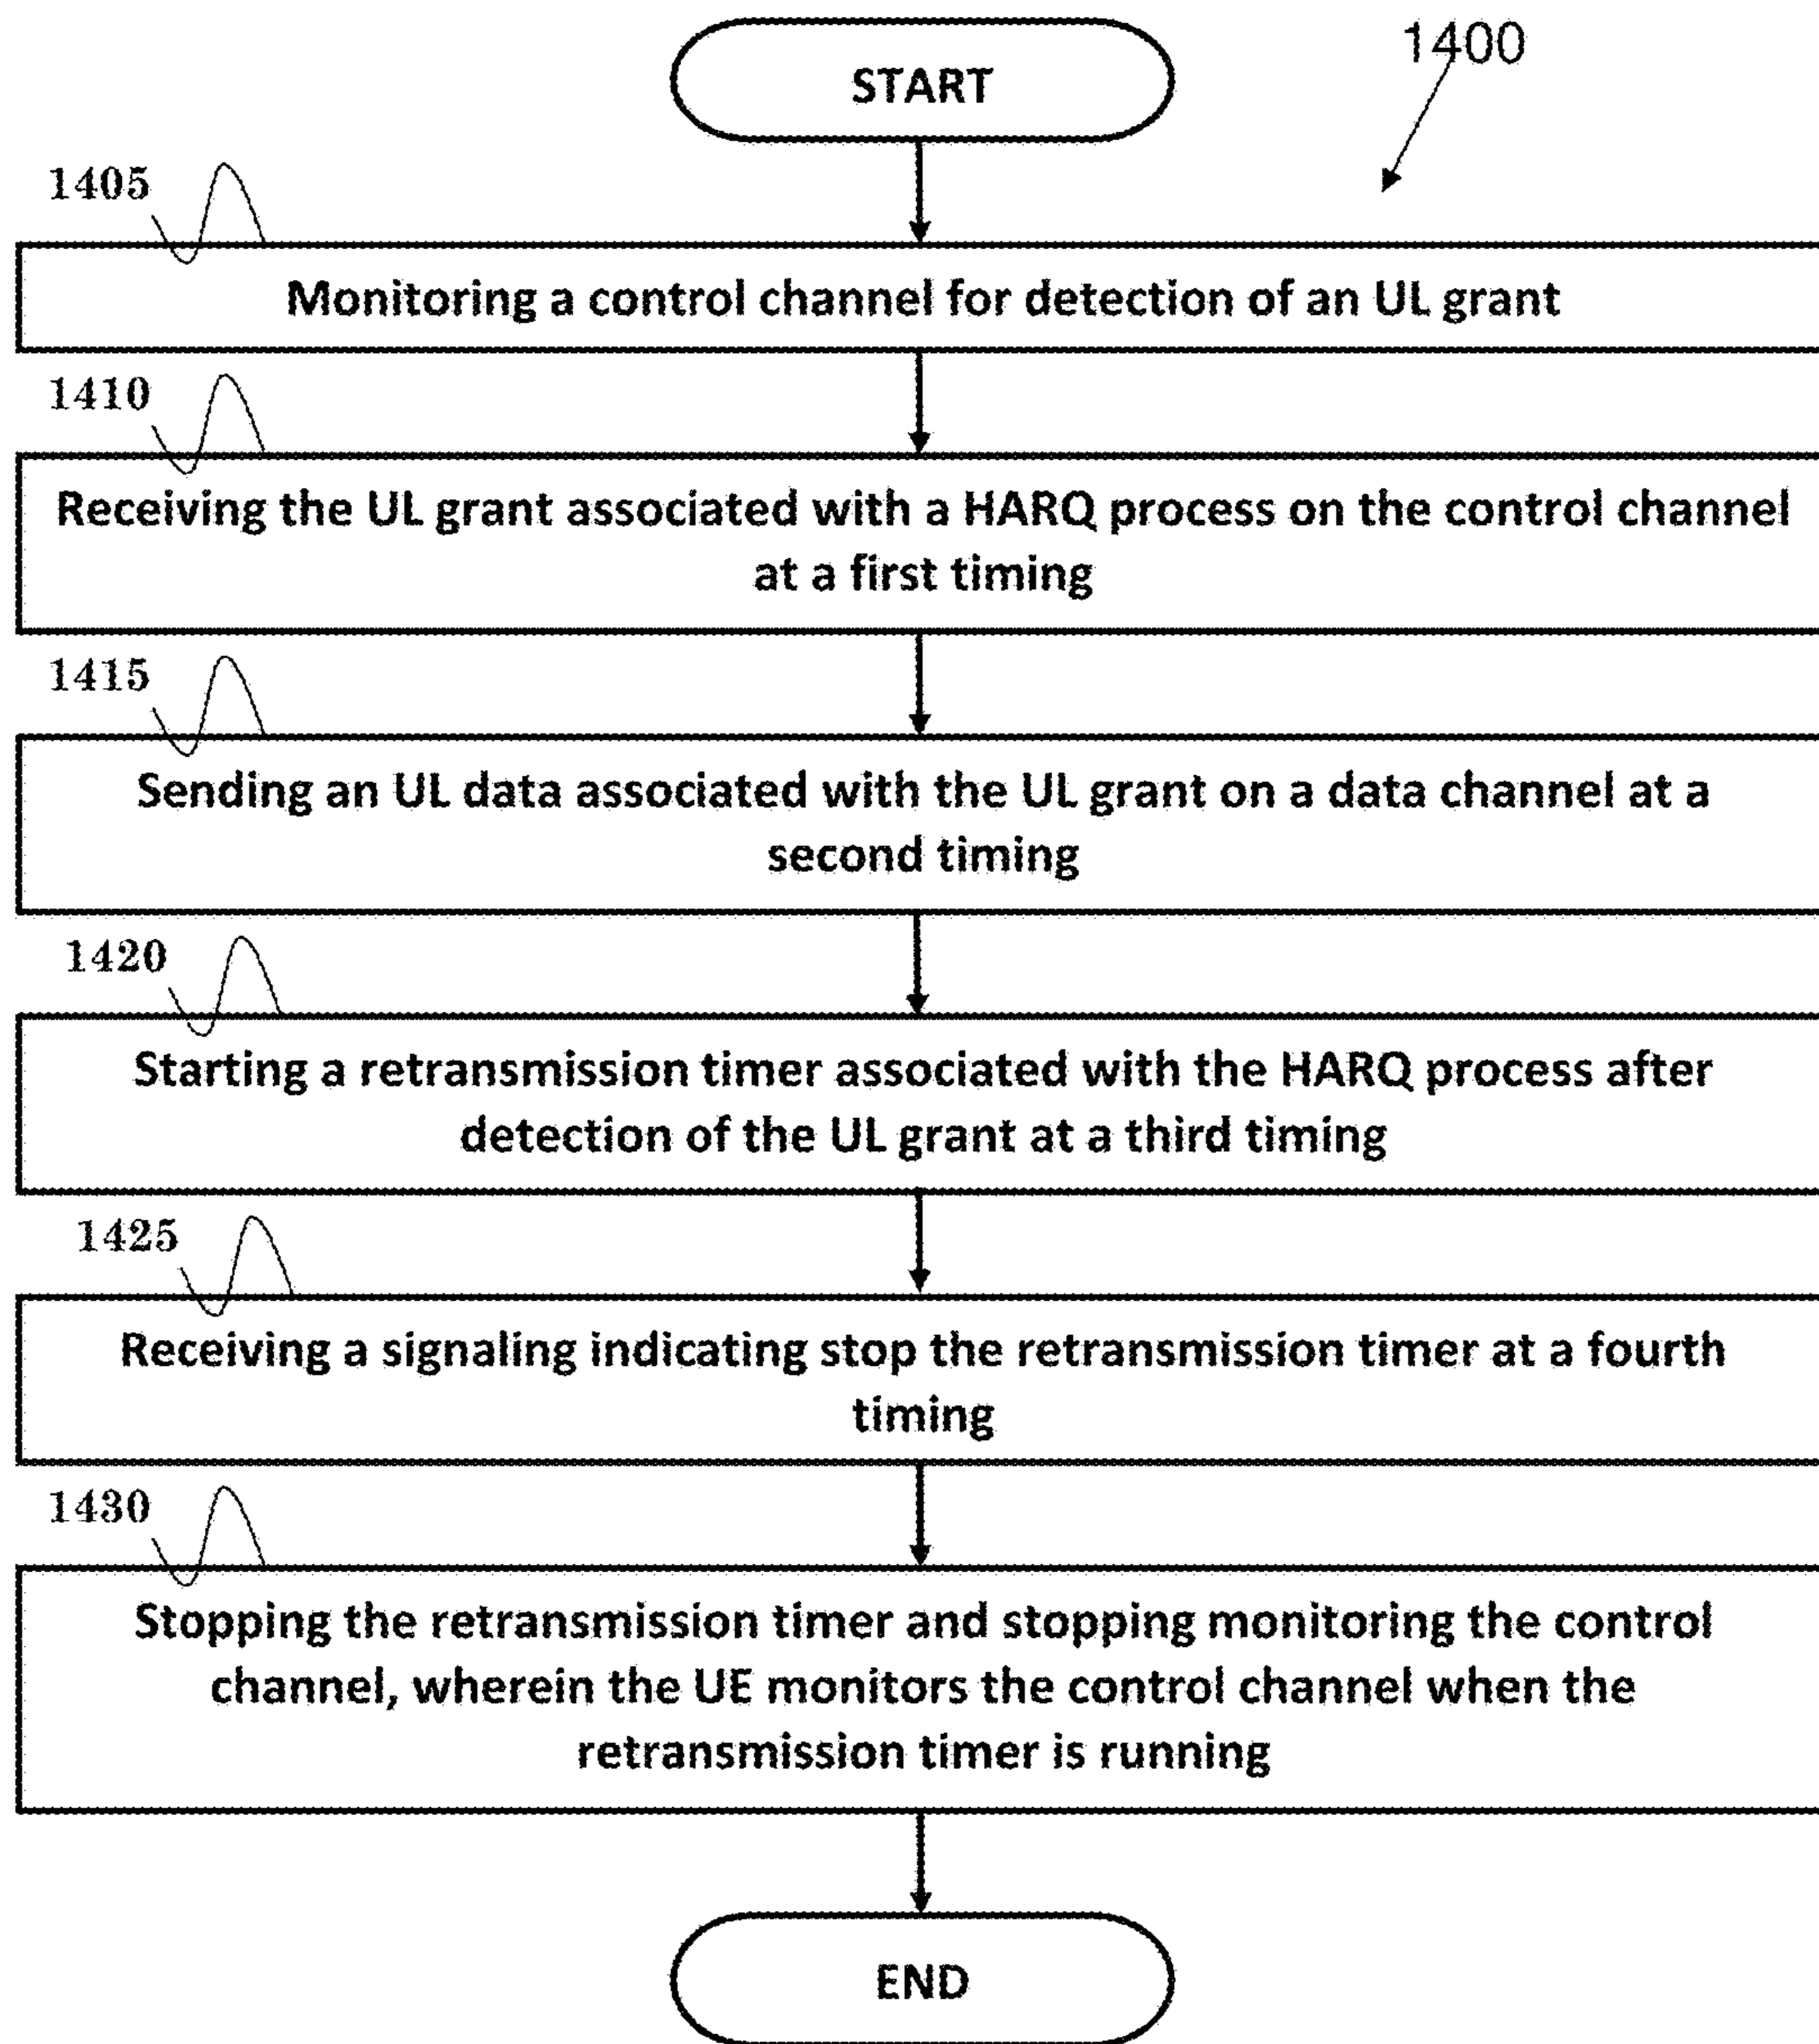 1400
START
1405
Monitoring a control channel for detection of an UL grant
1410
Receiving the UL grant associated with a HARQ process on the control channel
at a first timing
1415
Sending an UL data associated with the UL grant on a data channel at a
second timing
1420
Starting a retransmission timer associated with the HARQ process after
detection of the UL grant at a third timing
1425
Receiving a signaling indicating stop the retransmission timer at a fourth
timing
1430
Stopping the retransmission timer and stopping monitoring the control
channel, wherein the UE monitors the control channel when the
retransmission timer is running
END